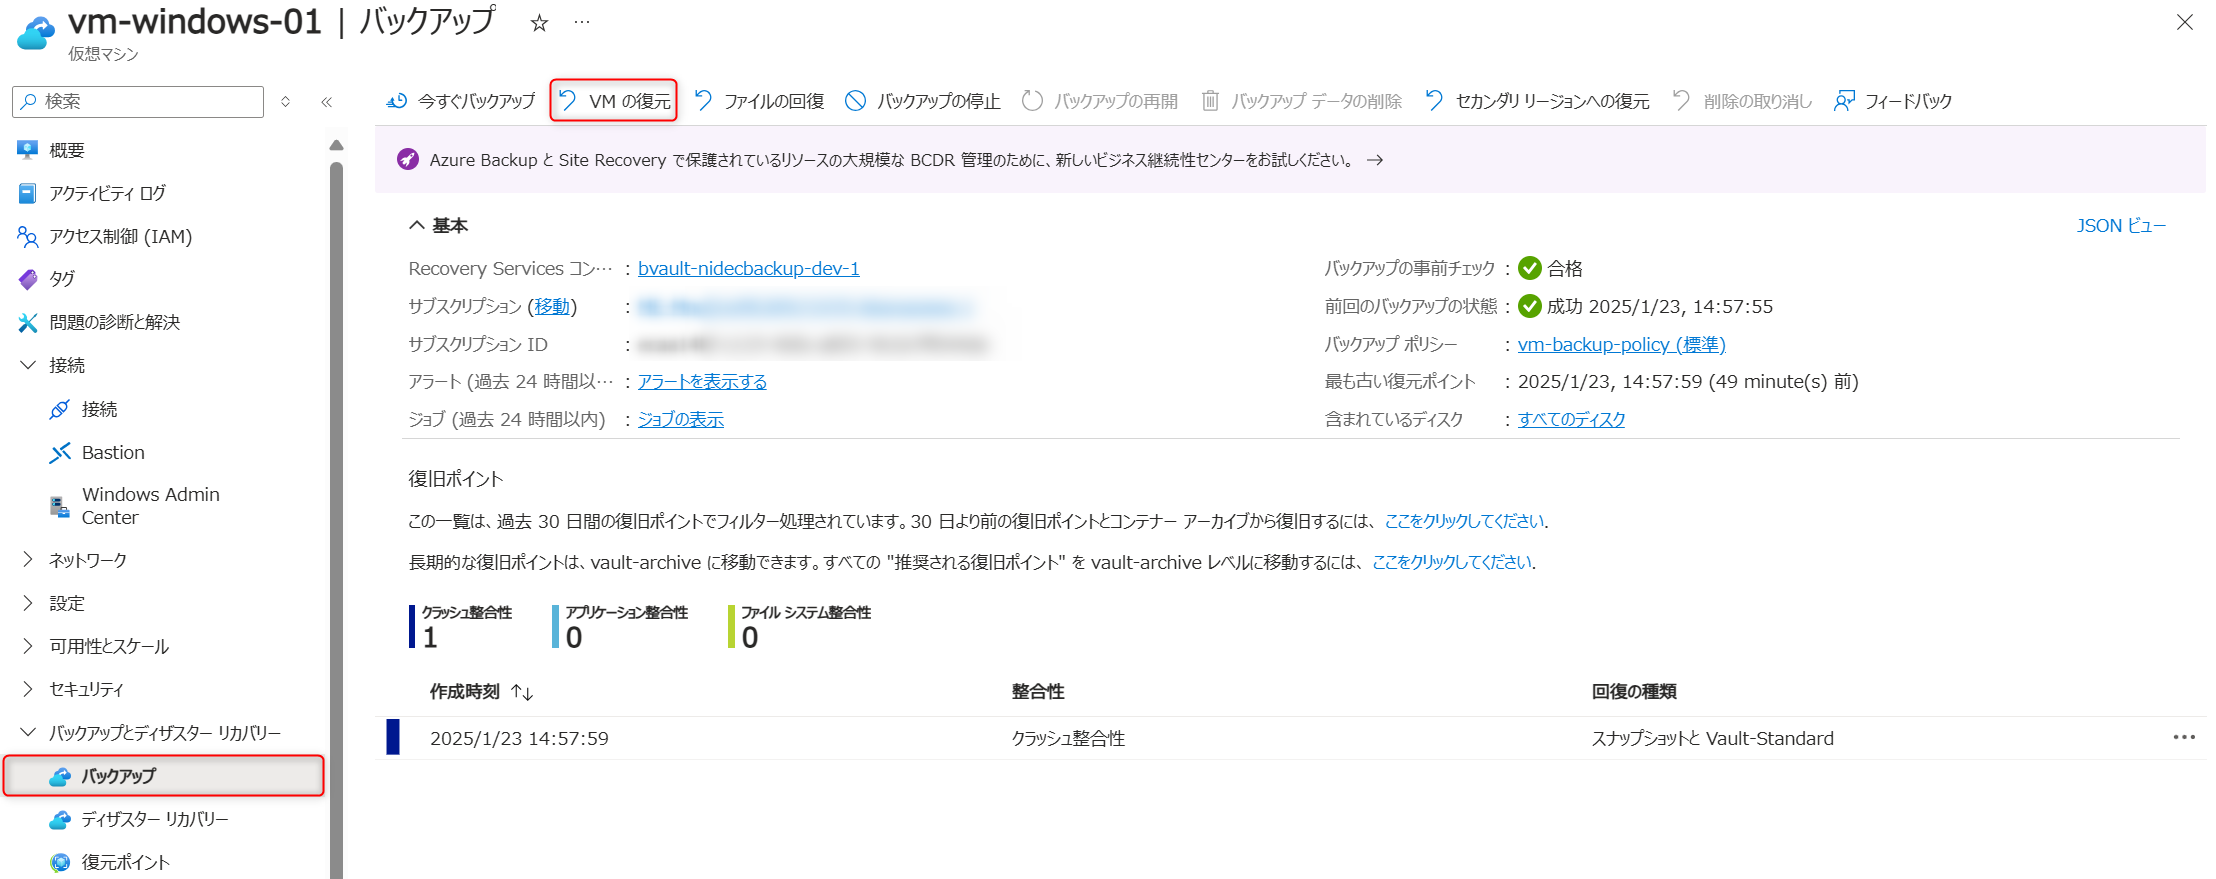 vm-windows-01 | バックアップ ☆ …
仮想マシン
検索
今すぐバックアップ VM の復元 ファイルの回復 バックアップの停止 バックアップの再開 バックアップ データの削除 セカンダリ リージョンへの復元 削除の取り消し フィードバック
Azure Backup と Site Recovery で保護されているリソースの大規模な BCDR 管理のために、新しいビジネス継続性センターをお試しください。 →
概要
アクティビティ ログ
アクセス制御 (IAM)
タグ
問題の診断と解決
接続
接続
Bastion
Windows Admin
Center
ネットワーク
設定
可用性とスケール
セキュリティ
バックアップとディザスター リカバリー
バックアップ
ディザスター リカバリー
復元ポイント
基本
JSON ビュー
Recovery Services コン… : bvault-nidecbackup-dev-1
サブスクリプション (移動) :
サブスクリプション ID :
アラート (過去 24 時間以… : アラートを表示する
ジョブ (過去 24 時間以内) : ジョブの表示
バックアップの事前チェック : 合格
前回のバックアップの状態 : 成功 2025/1/23, 14:57:55
バックアップ ポリシー : vm-backup-policy (標準)
最も古い復元ポイント : 2025/1/23, 14:57:59 (49 minute(s) 前)
含まれているディスク : すべてのディスク
復旧ポイント
この一覧は、過去 30 日間の復旧ポイントでフィルター処理されています。30 日より前の復旧ポイントとコンテナー アーカイブから復旧するには、 ここをクリックしてください.
長期的な復旧ポイントは、vault-archive に移動できます。すべての "推奨される復旧ポイント" を vault-archive レベルに移動するには、 ここをクリックしてください.
クラッシュ整合性 アプリケーション整合性 ファイル システム整合性
1 0 0
作成時刻 ↑↓ 整合性 回復の種類
2025/1/23 14:57:59 クラッシュ整合性 スナップショットと Vault-Standard …